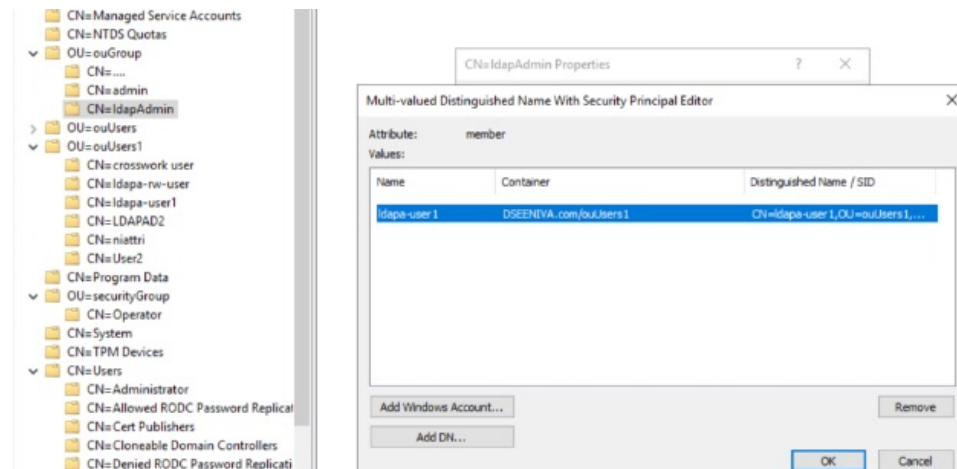 CN=Managed Service Accounts
CN=NTDS Quotas
OU=ouGroup
CN=....
CN=admin
CN=ldapAdmin
OU=ouUsers
OU=ouUsers1
CN=crosswork user
CN=ldapa-rw-user
CN=ldapa-user1
CN=LDAPAD2
CN=niattri
CN=User2
CN=Program Data
OU=securityGroup
CN=Operator
CN=System
CN=TPM Devices
CN=Users
CN=Administrator
CN=Allowed RODC Password Replicat
CN=Cert Publishers
CN=Cloneable Domain Controllers
CN=Denied RODC Password Replicati
CN=ldapAdmin Properties ?
Multi-valued Distinguished Name With Security Principal Editor
Attribute: member
Values:
Name Container Distinguished Name / SID
ldapa-user1 DSEENIVA.com/ouUsers1 CN=ldapa-user1,OU=ouUsers1,...
Add Windows Account... Remove
Add DN...
OK Cancel